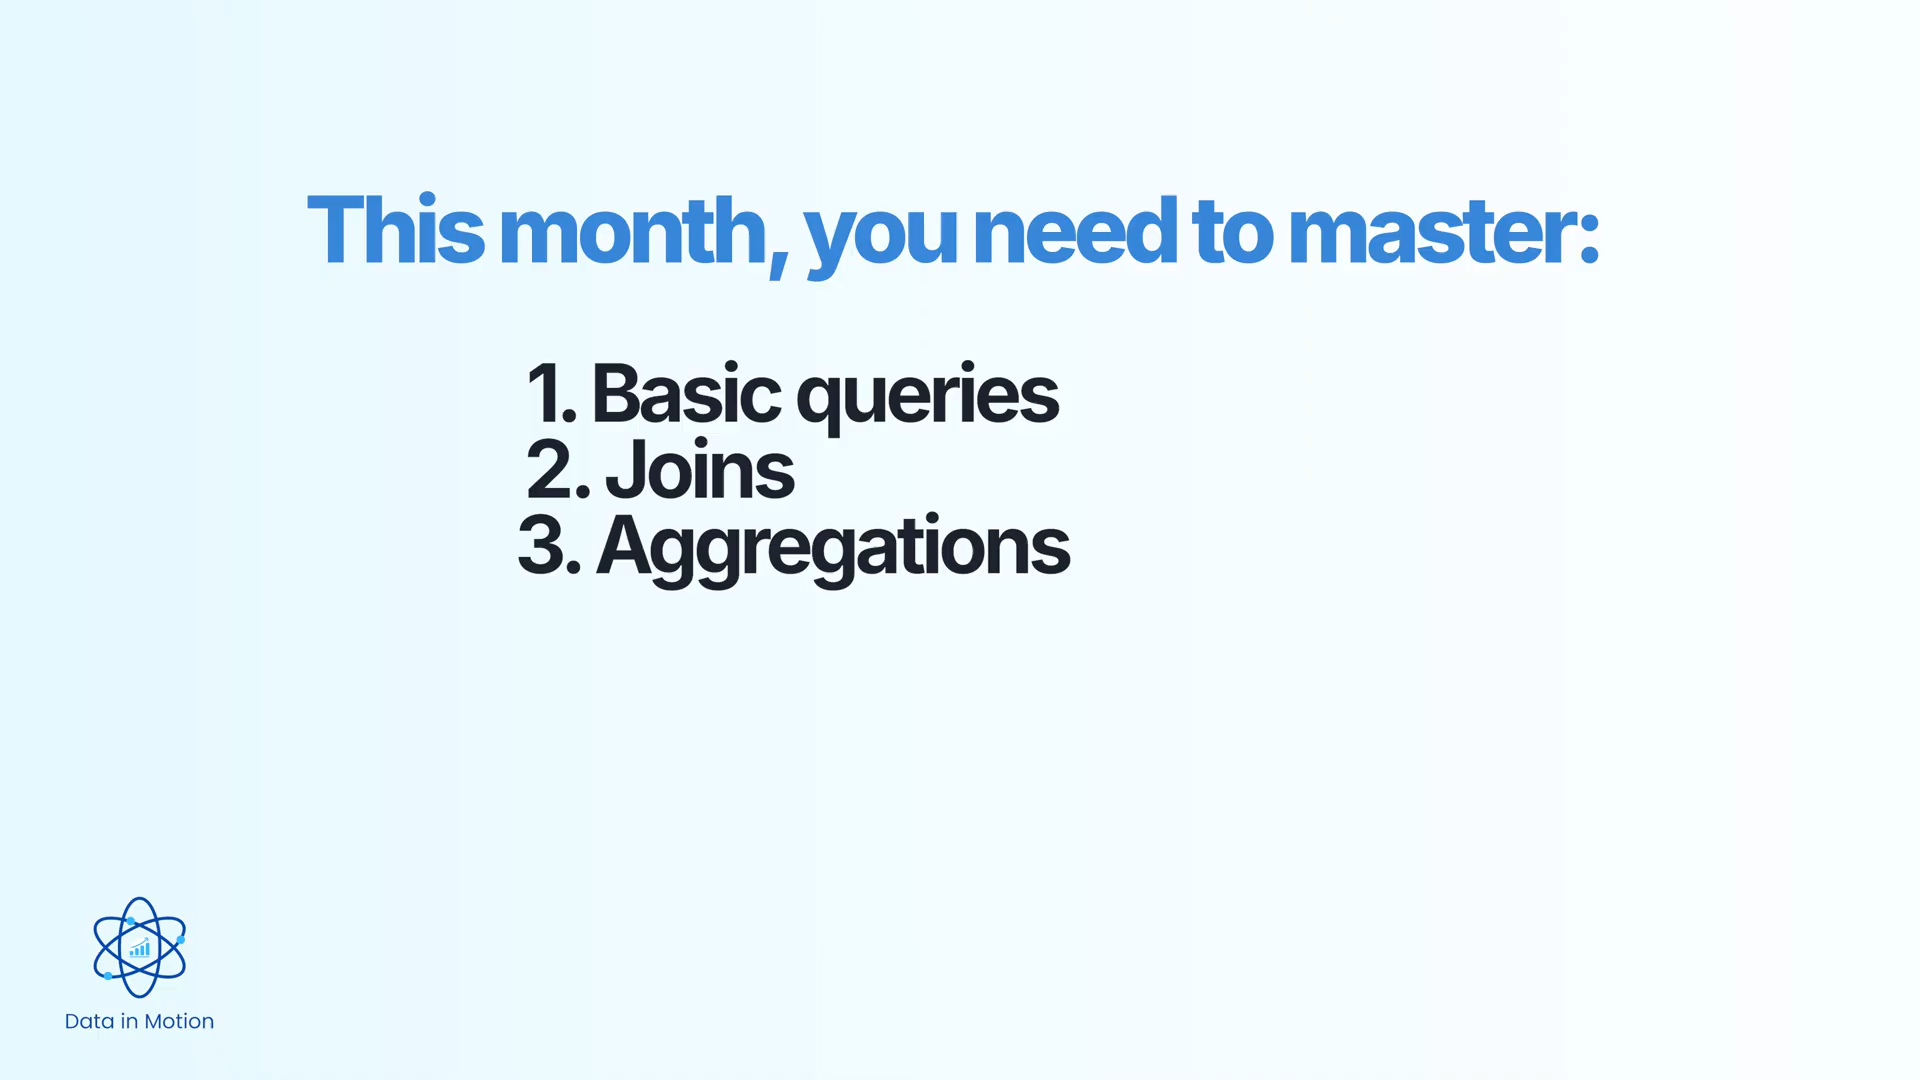 This month, you need to master:
1. Basic queries
2. Joins
3. Aggregations
Data in Motion